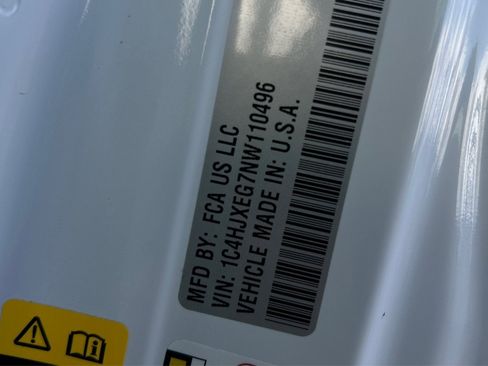 MFD BY: FCA US LLC
VIN: 1C4HJXEG7NW110496
VEHICLE MADE IN: U.S.A.